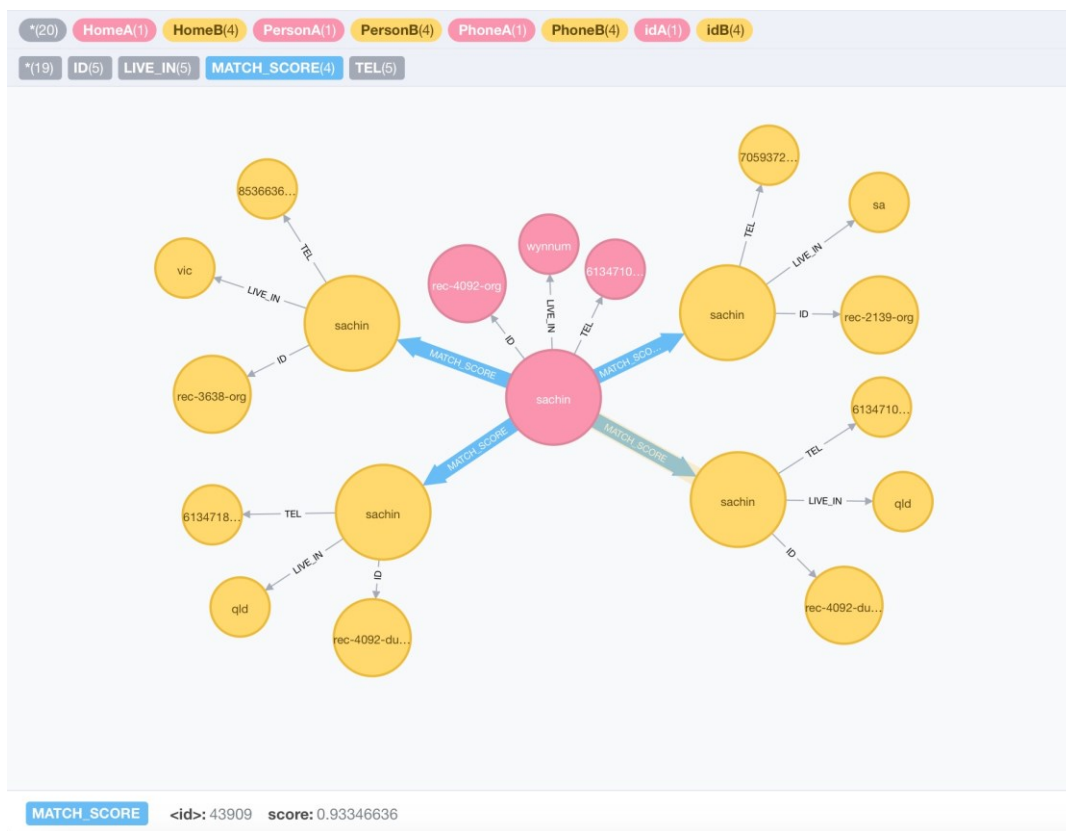 *(20) HomeA(1) HomeB(4) PersonA(1) PersonB(4) PhoneA(1) PhoneB(4) idA(1) idB(4)
*(19) ID(5) LIVE_IN(5) MATCH_SCORE(4) TEL(5)
7059372...
8536636...
sa
TEL
wynnum
TEL
LIVE_IN
6134710...
vic
rec-4092-org
LIVE_IN
LIVE_IN
sachin
ID
rec-2139-org
sachin
TEL
ID
MATCH_SCO...
ID
MATCH_SCORE
rec-3638-org
sachin
6134710...
MATCH_SCORE
MATCH_SCORE
TEL
6134718...
TEL
sachin
sachin
LIVE_IN
qld
LIVE_IN
ID
ID
qld
rec-4092-du...
rec-4092-du...
MATCH_SCORE <id>: 43909 score: 0.93346636